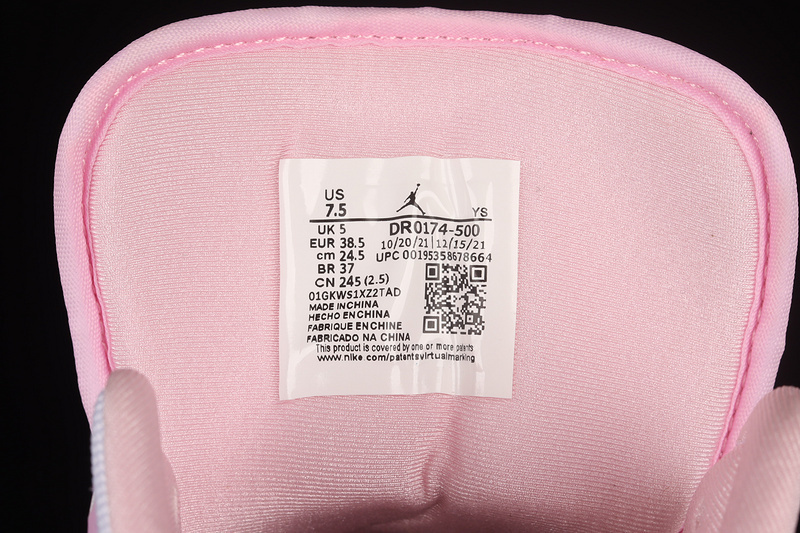 US
7.5 YS
UK 5 DR0174-500
EUR 38.5 10/20/21 12/15/21
cm 24.5 UPC 00195358678664
BR 37
CN 245 (2.5)
01GKWS1XZ2TAD
MADE IN CHINA
HECHO EN CHINA
FABRIQUE EN CHINE
FABRICADO NA CHINA
This product is covered by one or more patents
www.nike.com/patentsvirtualmarking